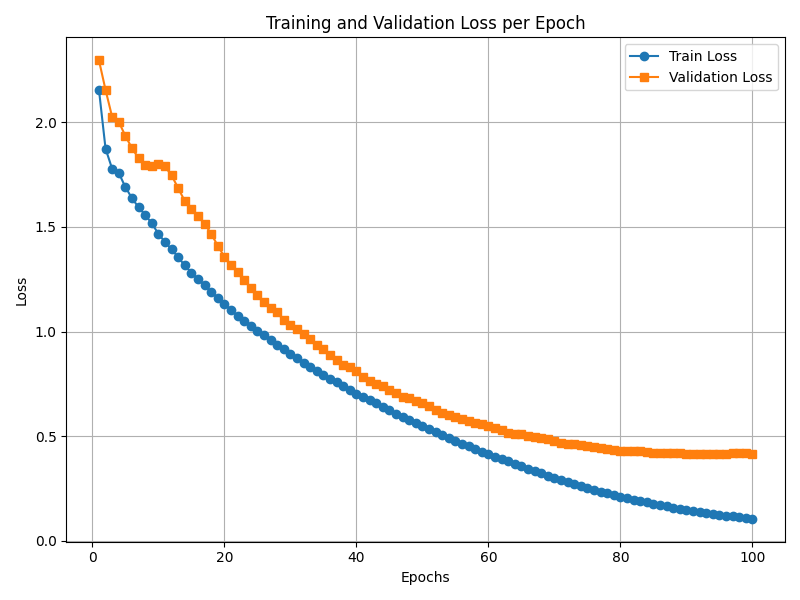 Training and Validation Loss per Epoch
Train Loss
Validation Loss
Loss
2.0
1.5
1.0
0.5
0.0
0 20 40 60 80 100
Epochs